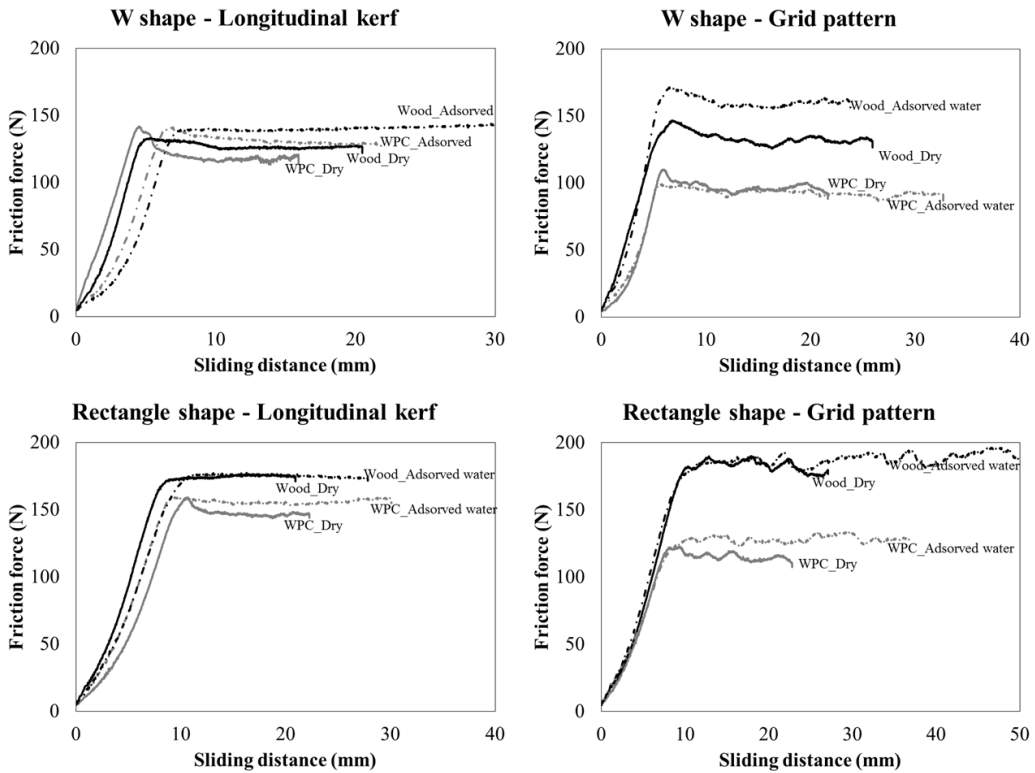 W shape - Longitudinal kerf
200
150
100
50
0
Friction force (N)
Wood_Adsorved
WPC_Adsorved
Wood_Dry
WPC_Dry
0 10 20 30
Sliding distance (mm)
W shape - Grid pattern
200
150
100
50
0
Friction force (N)
Wood_Adsorved water
Wood_Dry
WPC_Dry
WPC_Adsorved water
0 10 20 30 40
Sliding distance (mm)
Rectangle shape - Longitudinal kerf
200
150
100
50
0
Friction force (N)
Wood_Adsorved water
Wood_Dry
WPC_Adsorved water
WPC_Dry
0 10 20 30 40
Sliding distance (mm)
Rectangle shape - Grid pattern
200
150
100
50
0
Friction force (N)
Wood_Adsorved water
Wood_Dry
WPC_Adsorved water
WPC_Dry
0 10 20 30 40 50
Sliding distance (mm)